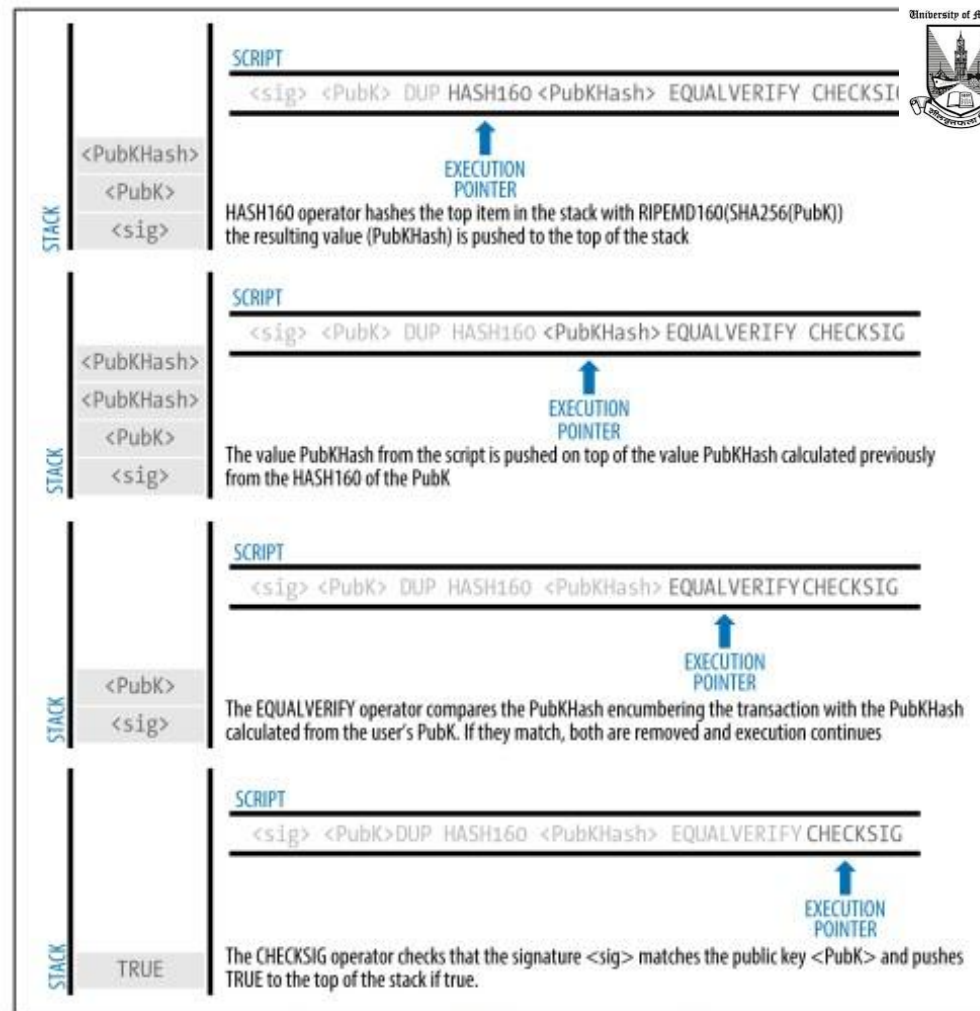 University of M
SCRIPT
<sig> <PubK> DUP HASH160 <PubKHash> EQUALVERIFY CHECKSI
EXECUTION
POINTER
STACK
<PubKHash>
<PubK>
<sig>
HASH160 operator hashes the top item in the stack with RIPEMD160(SHA256(PubK))
the resulting value (PubKHash) is pushed to the top of the stack
SCRIPT
<sig> <PubK> DUP HASH160 <PubKHash> EQUALVERIFY CHECKSIG
EXECUTION
POINTER
STACK
<PubKHash>
<PubKHash>
<PubK>
<sig>
The value PubKHash from the script is pushed on top of the value PubKHash calculated previously
from the HASH160 of the PubK
SCRIPT
<sig> <PubK> DUP HASH160 <PubKHash> EQUALVERIFY CHECKSIG
EXECUTION
POINTER
STACK
<PubK>
<sig>
The EQUALVERIFY operator compares the PubKHash encumbering the transaction with the PubKHash
calculated from the user's PubK. If they match, both are removed and execution continues
SCRIPT
<sig> <PubK>DUP HASH160 <PubKHash> EQUALVERIFY CHECKSIG
EXECUTION
POINTER
STACK
TRUE
The CHECKSIG operator checks that the signature <sig> matches the public key <PubK> and pushes
TRUE to the top of the stack if true.